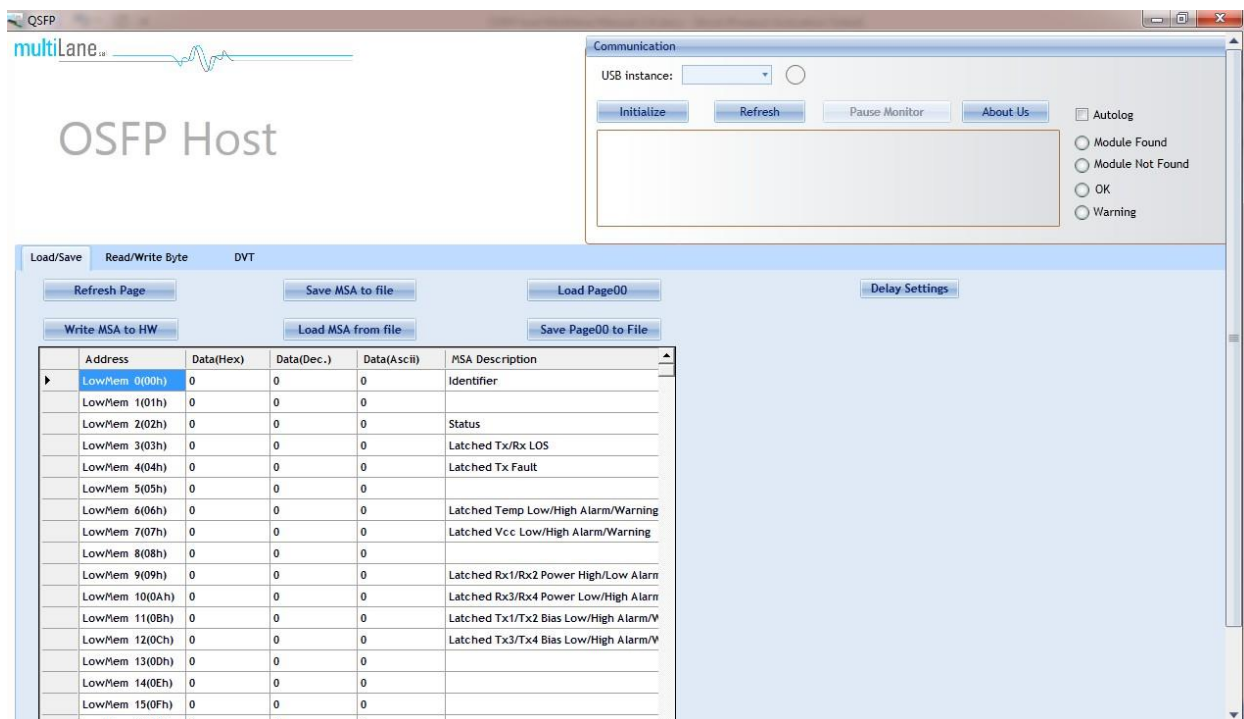 QSFP
multiLane SAL
OSFP Host
Communication
USB instance:
Initialize Refresh Pause Monitor About Us
Autolog
Module Found
Module Not Found
OK
Warning
Load/Save Read/Write Byte DVT
Refresh Page Save MSA to file Load Page00 Delay Settings
Write MSA to HW Load MSA from file Save Page00 to File
Address Data(Hex) Data(Dec.) Data(Ascii) MSA Description
LowMem 0(00h) 0 0 0 Identifier
LowMem 1(01h) 0 0 0
LowMem 2(02h) 0 0 0 Status
LowMem 3(03h) 0 0 0 Latched Tx/Rx LOS
LowMem 4(04h) 0 0 0 Latched Tx Fault
LowMem 5(05h) 0 0 0
LowMem 6(06h) 0 0 0 Latched Temp Low/High Alarm/Warning
LowMem 7(07h) 0 0 0 Latched Vcc Low/High Alarm/Warning
LowMem 8(08h) 0 0 0
LowMem 9(09h) 0 0 0 Latched Rx1/Rx2 Power High/Low Alarm
LowMem 10(0Ah) 0 0 0 Latched Rx3/Rx4 Power Low/High Alarm
LowMem 11(0Bh) 0 0 0 Latched Tx1/Tx2 Bias Low/High Alarm/W
LowMem 12(0Ch) 0 0 0 Latched Tx3/Tx4 Bias Low/High Alarm/W
LowMem 13(0Dh) 0 0 0
LowMem 14(0Eh) 0 0 0
LowMem 15(0Fh) 0 0 0